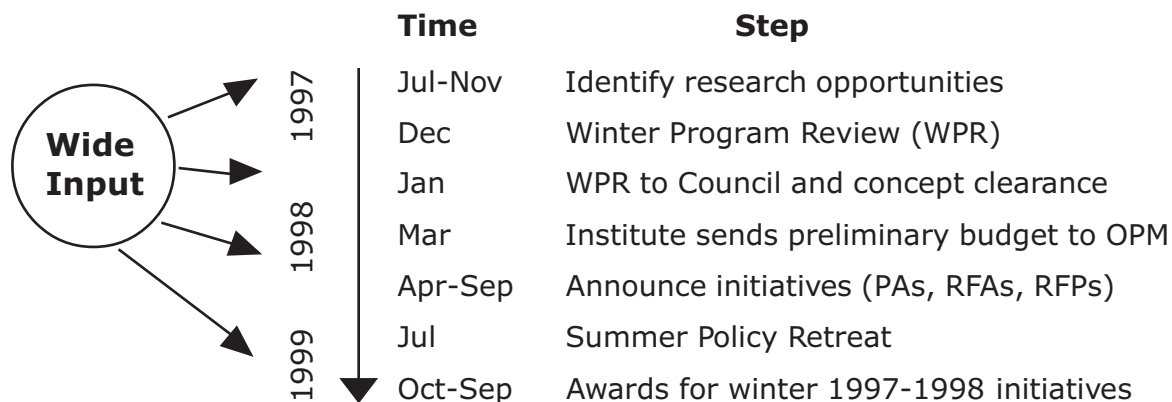 Time Step
Wide
Input
1997
1998
1999
Jul-Nov Identify research opportunities
Dec Winter Program Review (WPR)
Jan WPR to Council and concept clearance
Mar Institute sends preliminary budget to OPM
Apr-Sep Announce initiatives (PAs, RFAs, RFPs)
Jul Summer Policy Retreat
Oct-Sep Awards for winter 1997-1998 initiatives